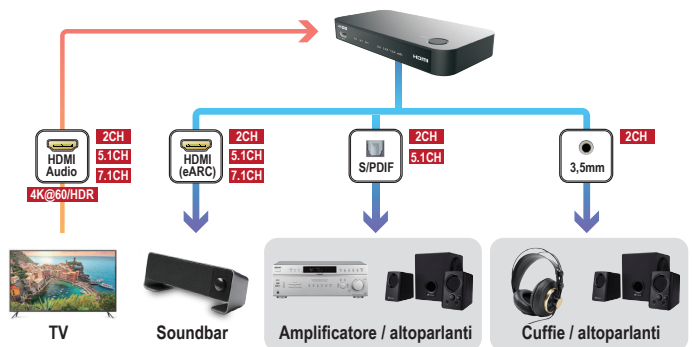 HDMI
HDMI
Audio
2CH
5.1CH
7.1CH
4K@60/HDR
HDMI
(eARC)
2CH
5.1CH
7.1CH
S/PDIF
2CH
5.1CH
3,5mm
2CH
TV
Soundbar
Amplificatore / altoparlanti
Cuffie / altoparlanti